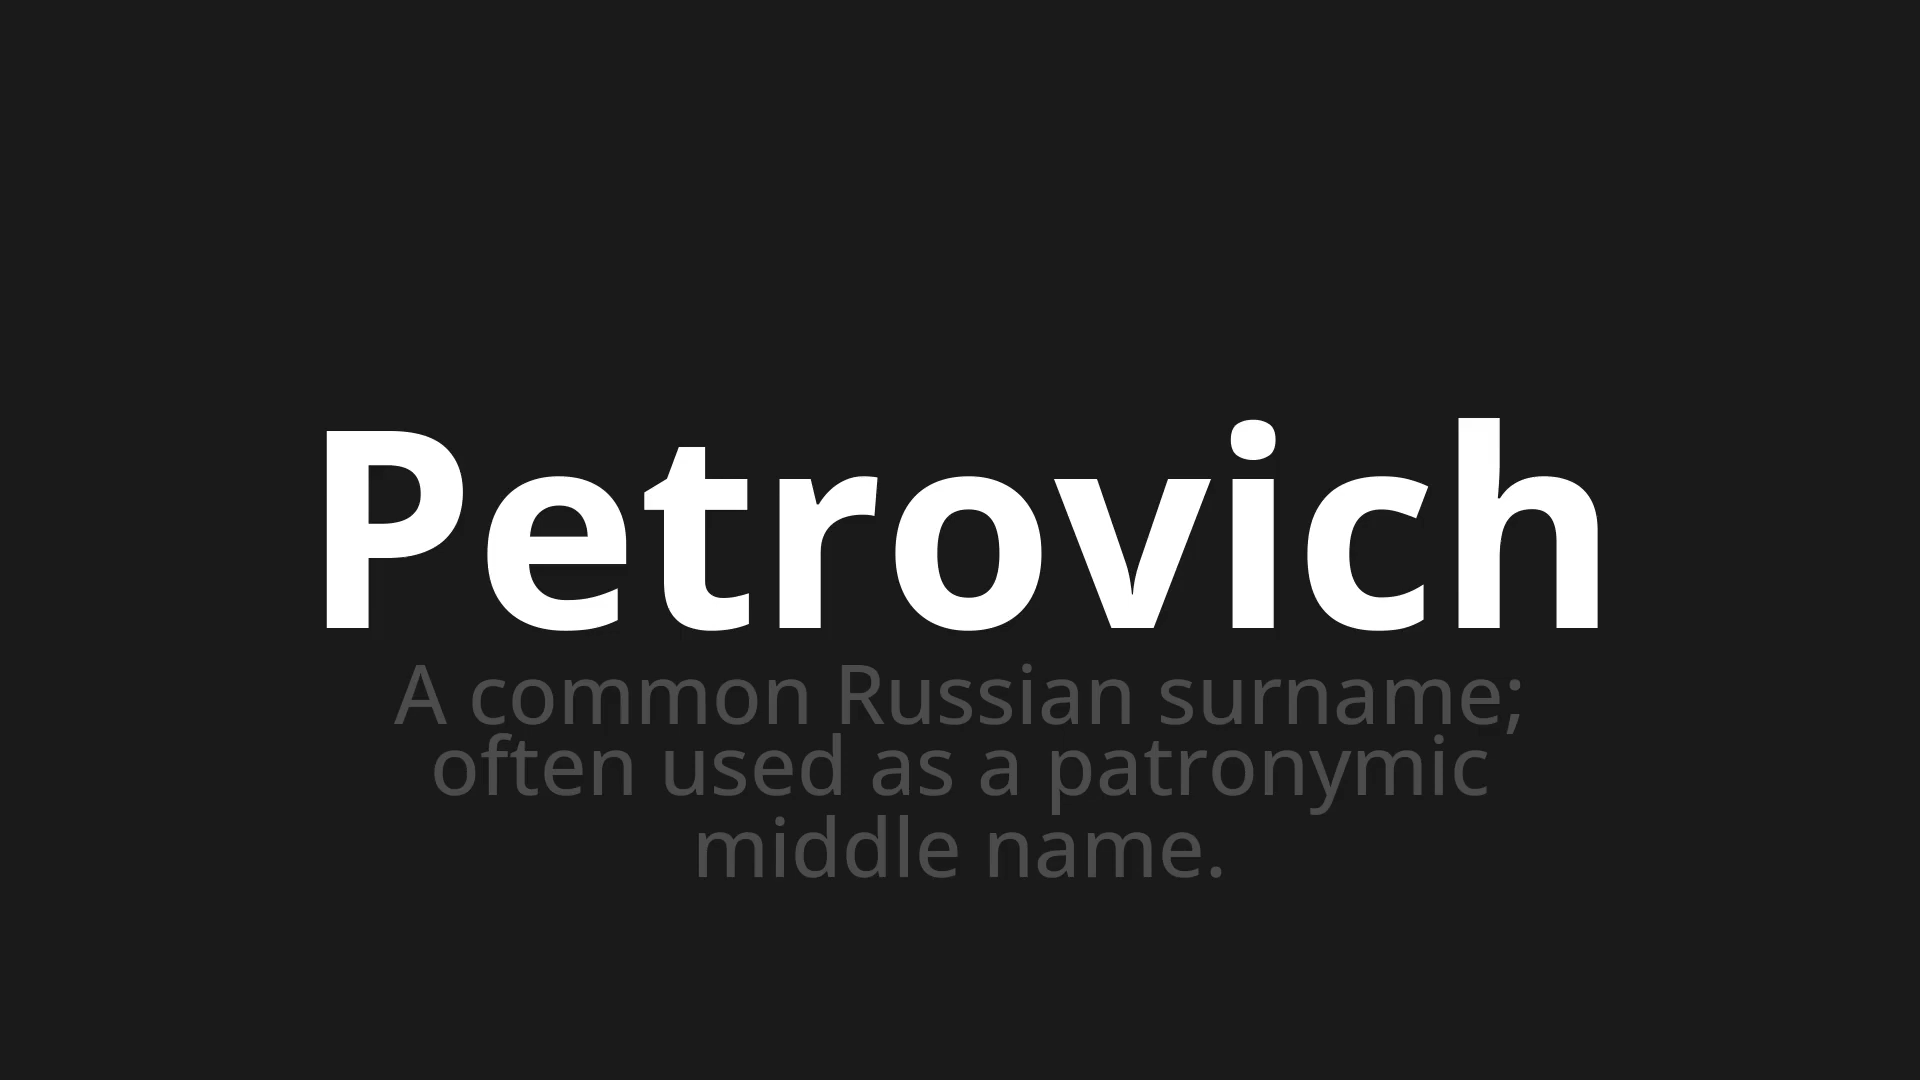 Petrovich
A common Russian surname;
often used as a patronymic
middle name.